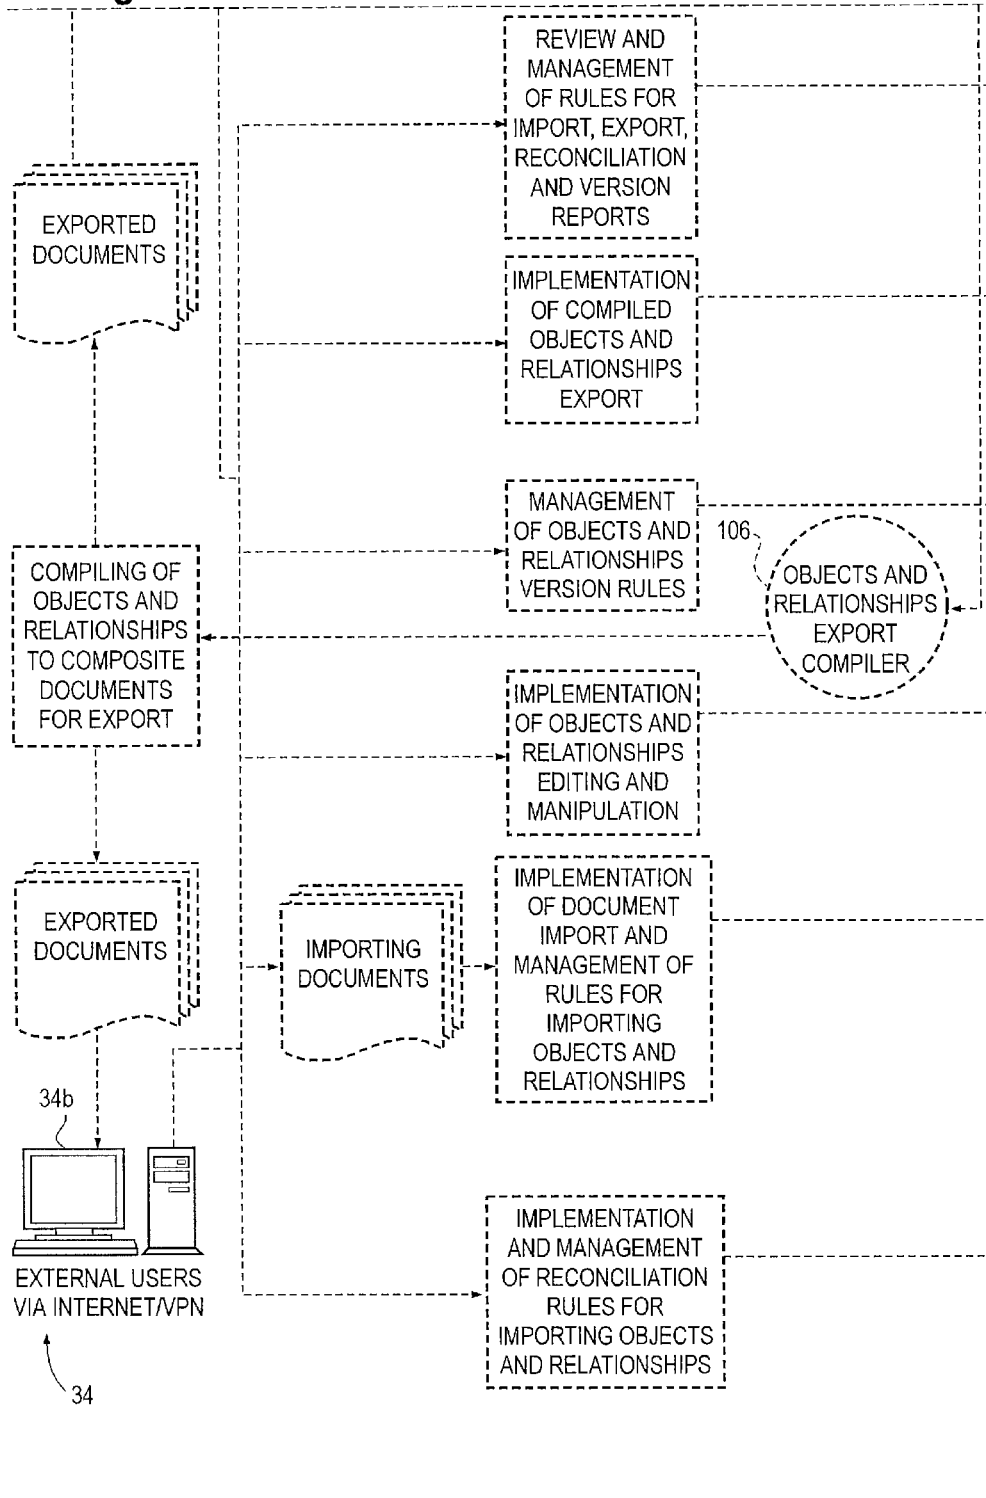 REVIEW AND
MANAGEMENT
OF RULES FOR
IMPORT, EXPORT,
RECONCILIATION
AND VERSION
REPORTS
EXPORTED
DOCUMENTS
IMPLEMENTATION
OF COMPILED
OBJECTS AND
RELATIONSHIPS
EXPORT
MANAGEMENT
OF OBJECTS AND
RELATIONSHIPS
VERSION RULES
106
OBJECTS AND
RELATIONSHIPS
EXPORT
COMPILER
COMPILING OF
OBJECTS AND
RELATIONSHIPS
TO COMPOSITE
DOCUMENTS
FOR EXPORT
IMPLEMENTATION
OF OBJECTS AND
RELATIONSHIPS
EDITING AND
MANIPULATION
EXPORTED
DOCUMENTS
IMPORTING
DOCUMENTS
IMPLEMENTATION
OF DOCUMENT
IMPORT AND
MANAGEMENT OF
RULES FOR
IMPORTING
OBJECTS AND
RELATIONSHIPS
34b
EXTERNAL USERS
VIA INTERNET/VPN
34
IMPLEMENTATION
AND MANAGEMENT
OF RECONCILIATION
RULES FOR
IMPORTING OBJECTS
AND RELATIONSHIPS